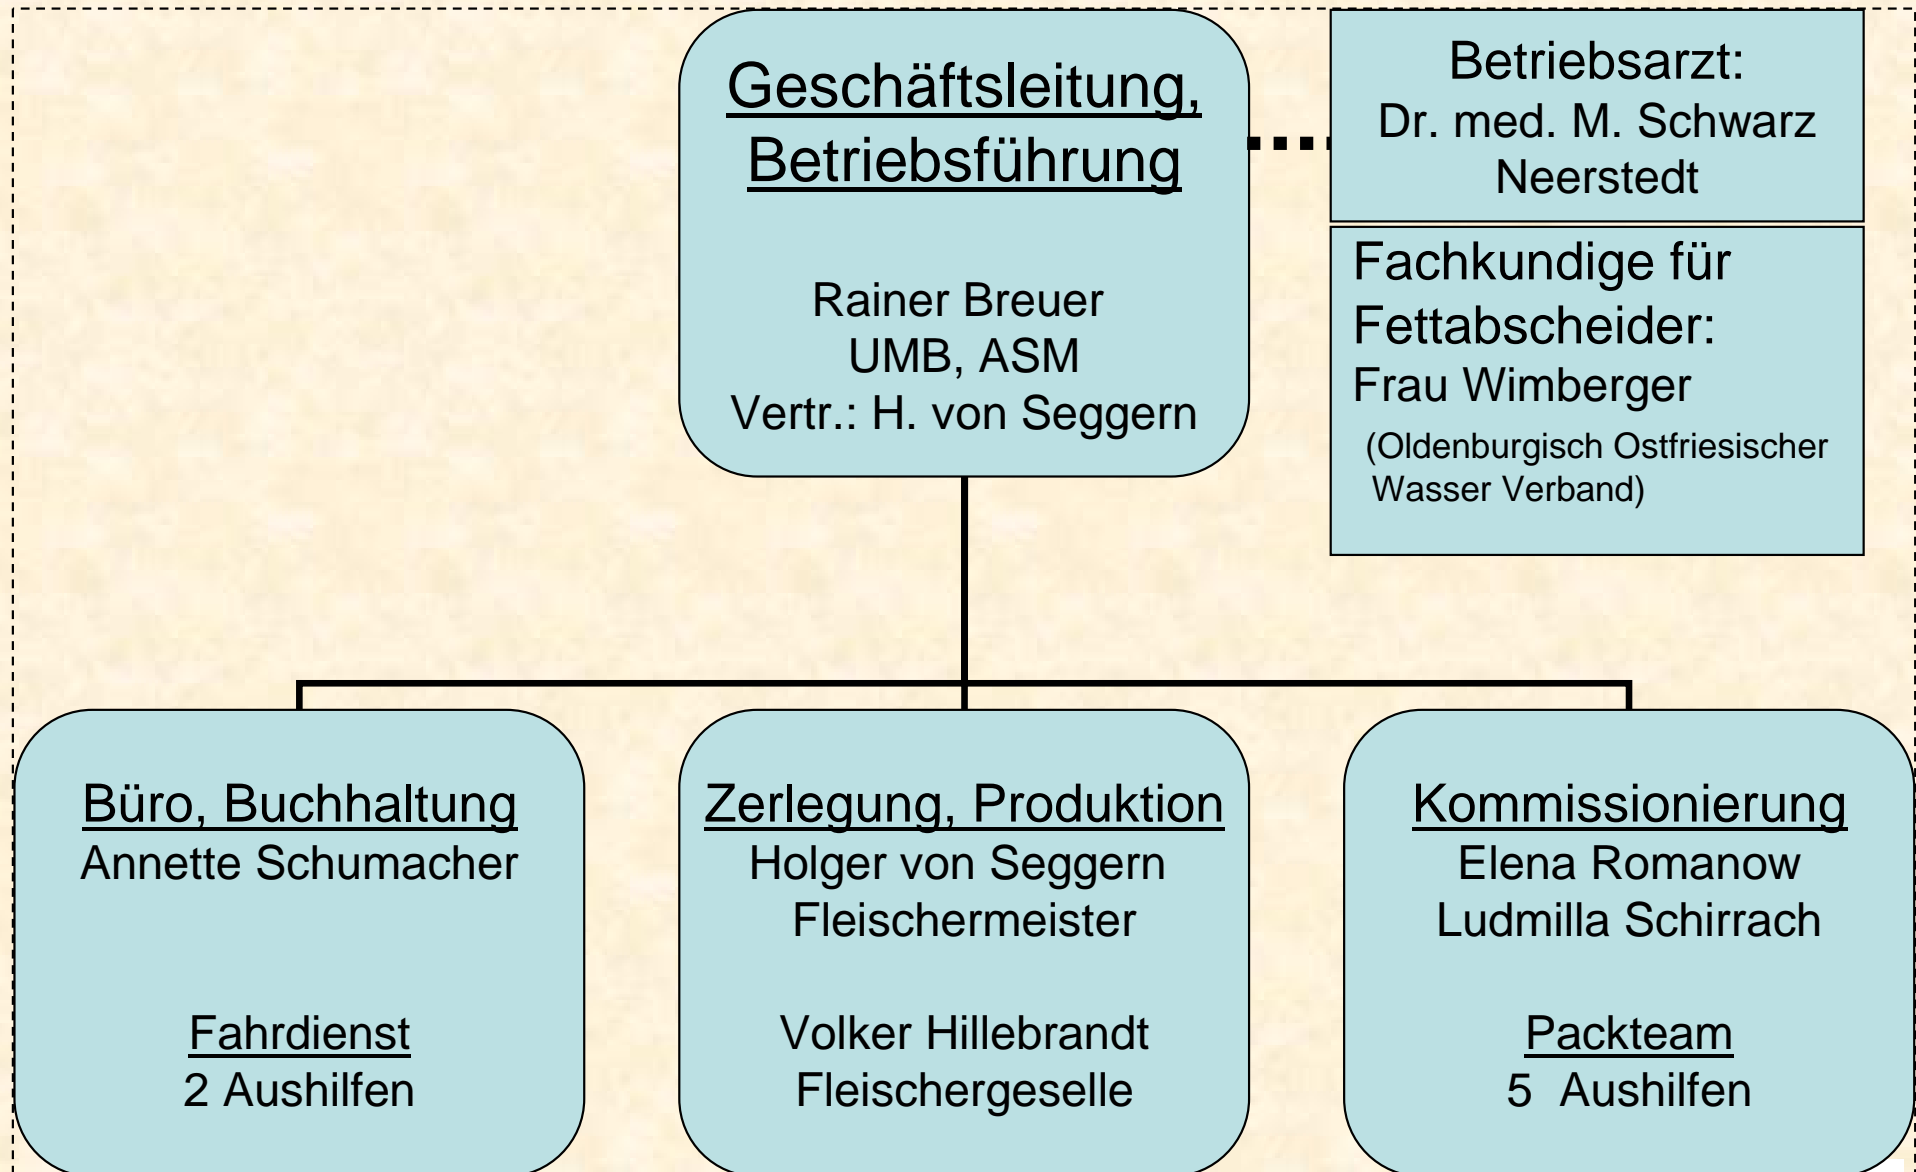 Geschäftsleitung,
Betriebsführung
Rainer Breuer
UMB, ASM
Vertr.: H. von Seggern
Betriebsarzt:
Dr. med. M. Schwarz
Neerstedt
Fachkundige für
Fettabscheider:
Frau Wimberger
(Oldenburgisch Ostfriesischer
Wasser Verband)
Büro, Buchhaltung
Annette Schumacher
Fahrdienst
2 Aushilfen
Zerlegung, Produktion
Holger von Seggern
Fleischermeister
Volker Hillebrandt
Fleischergeselle
Kommissionierung
Elena Romanow
Ludmilla Schirrach
Packteam
5  Aushilfen